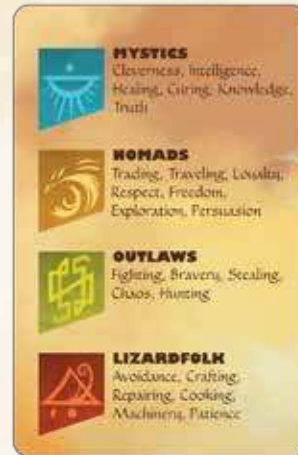 MYSTICS
Cleverness, Intelligence,
Healing, Curing, Knowledge,
Truth
NOMADS
Trading, Traveling, Loyalty,
Respect, Freedom,
Exploration, Persuasion
OUTLAWS
Fighting, Bravery, Stealing,
Chaos, Hunting
LIZARDFOLK
Avoidance, Crafting,
Repairing, Cooking,
Machinery, Patience